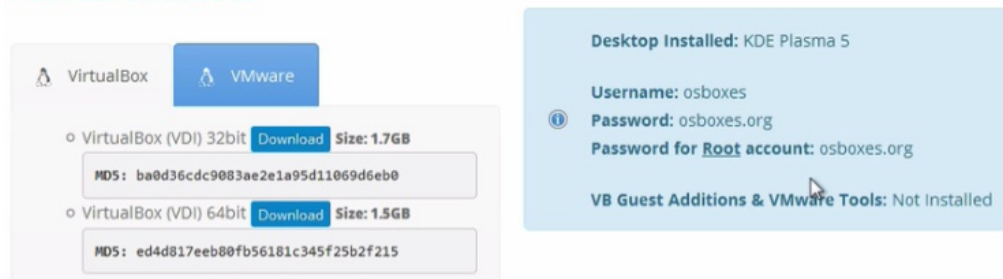 VirtualBox
VMware
VirtualBox (VDI) 32bit Download Size: 1.7GB
MD5: ba0d36cdc9083ae2e1a95d11069d6eb0
VirtualBox (VDI) 64bit Download Size: 1.5GB
MD5: ed4d817eeb80fb56181c345f25b2f215
Desktop Installed: KDE Plasma 5
Username: osboxes
Password: osboxes.org
Password for Root account: osboxes.org
VB Guest Additions & VMware Tools: Not Installed